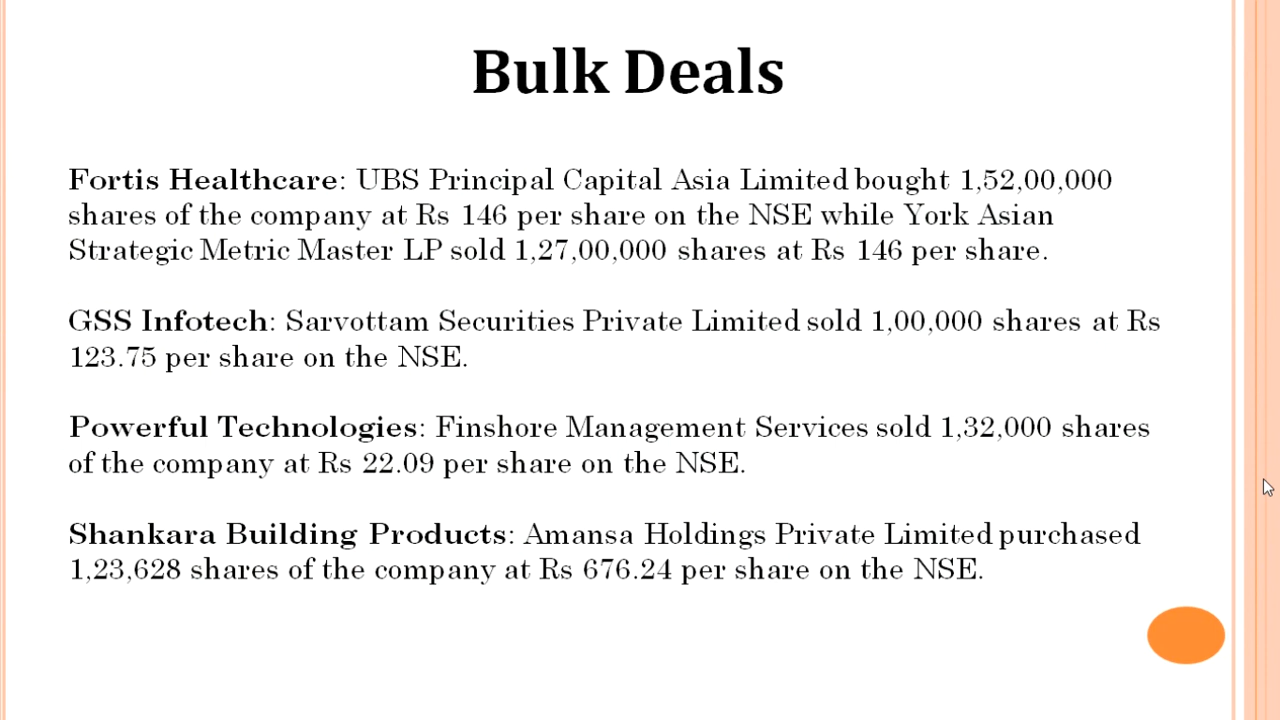 Bulk Deals
Fortis Healthcare: UBS Principal Capital Asia Limited bought 1,52,00,000
shares of the company at Rs 146 per share on the NSE while York Asian
Strategic Metric Master LP sold 1,27,00,000 shares at Rs 146 per share.
GSS Infotech: Sarvottam Securities Private Limited sold 1,00,000 shares at Rs
123.75 per share on the NSE.
Powerful Technologies: Finshore Management Services sold 1,32,000 shares
of the company at Rs 22.09 per share on the NSE.
Shankara Building Products: Amansa Holdings Private Limited purchased
1,23,628 shares of the company at Rs 676.24 per share on the NSE.